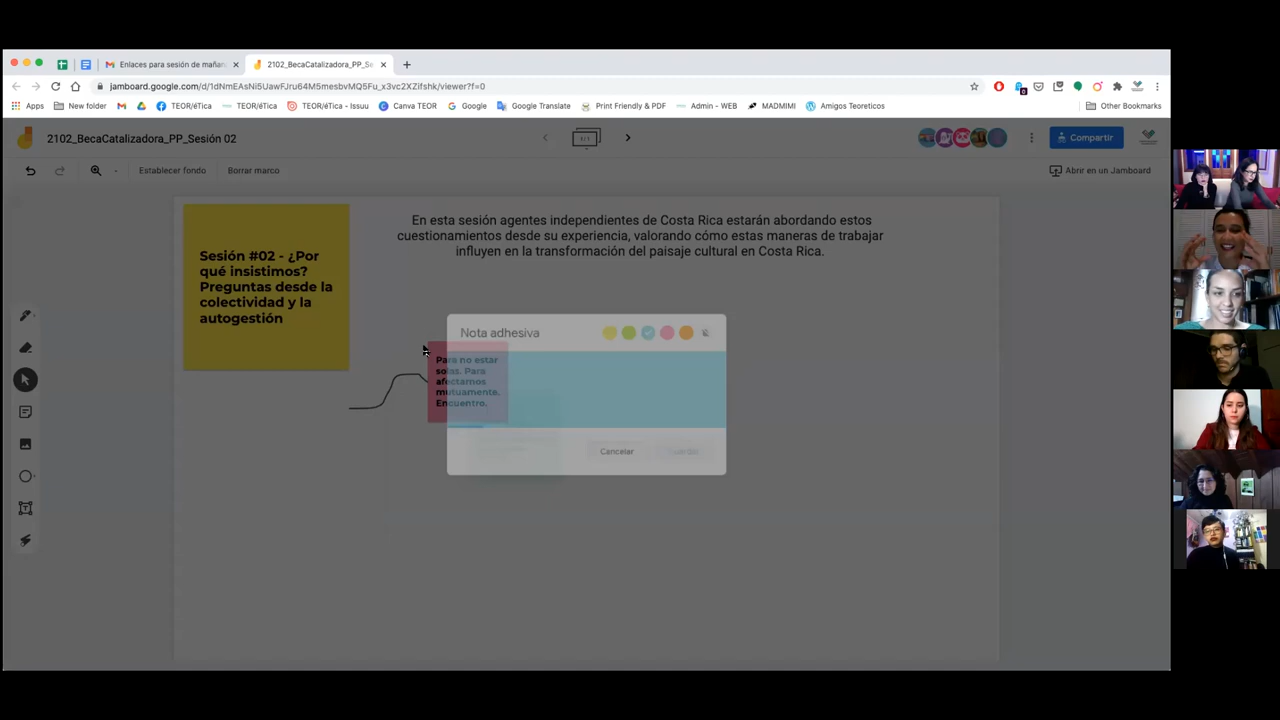 Enlaces para sesión de mañan
2102_BecaCatalizadora_PP_Se
jamboard.google.com/d/1dNmEAsNi5UawFJru64M5mesbvMQ5Fu_x3vc2XZifshk/viewer?f=0
Apps
New folder
TEOR/éTica
TEOR/éTica
TEOR/éTica - Issuu
Canva TEOR
Google
Google Translate
Print Friendly & PDF
Admin - WEB
MADMIMI
Amigos Teoreticos
Other Bookmarks
2102_BecaCatalizadora_PP_Sesión 02
Compartir
Establecer fondo
Borrar marco
Abrir en un Jamboard
En esta sesión agentes independientes de Costa Rica estarán abordando estos
cuestionamientos desde su experiencia, valorando cómo estas maneras de trabajar
influyen en la transformación del paisaje cultural en Costa Rica.
Sesión #02 - ¿Por
qué insistimos?
Preguntas desde la
colectividad y la
autogestión
Nota adhesiva
Para no estar
solas. Para
afectarnos
mutuamente.
Encuentro.
Cancelar